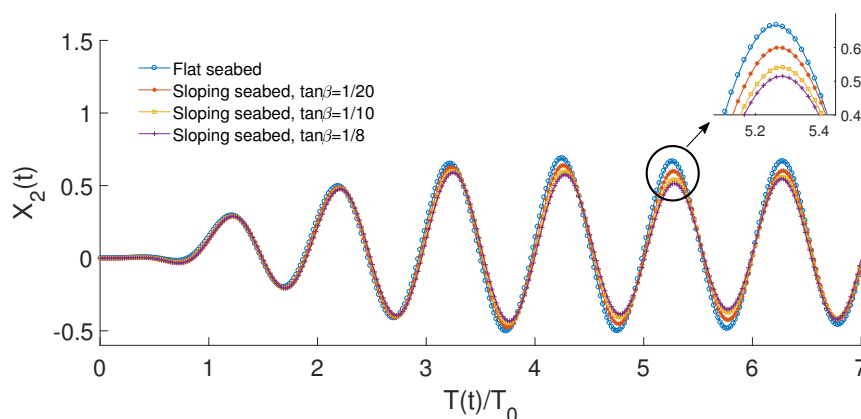 1.5
1
0.5
0
-0.5
X2(t)
Flat seabed
Sloping seabed, tanβ=1/20
Sloping seabed, tanβ=1/10
Sloping seabed, tanβ=1/8
0.6
0.5
0.4
5.2 5.4
0 1 2 3 4 5 6 7
T(t)/T0